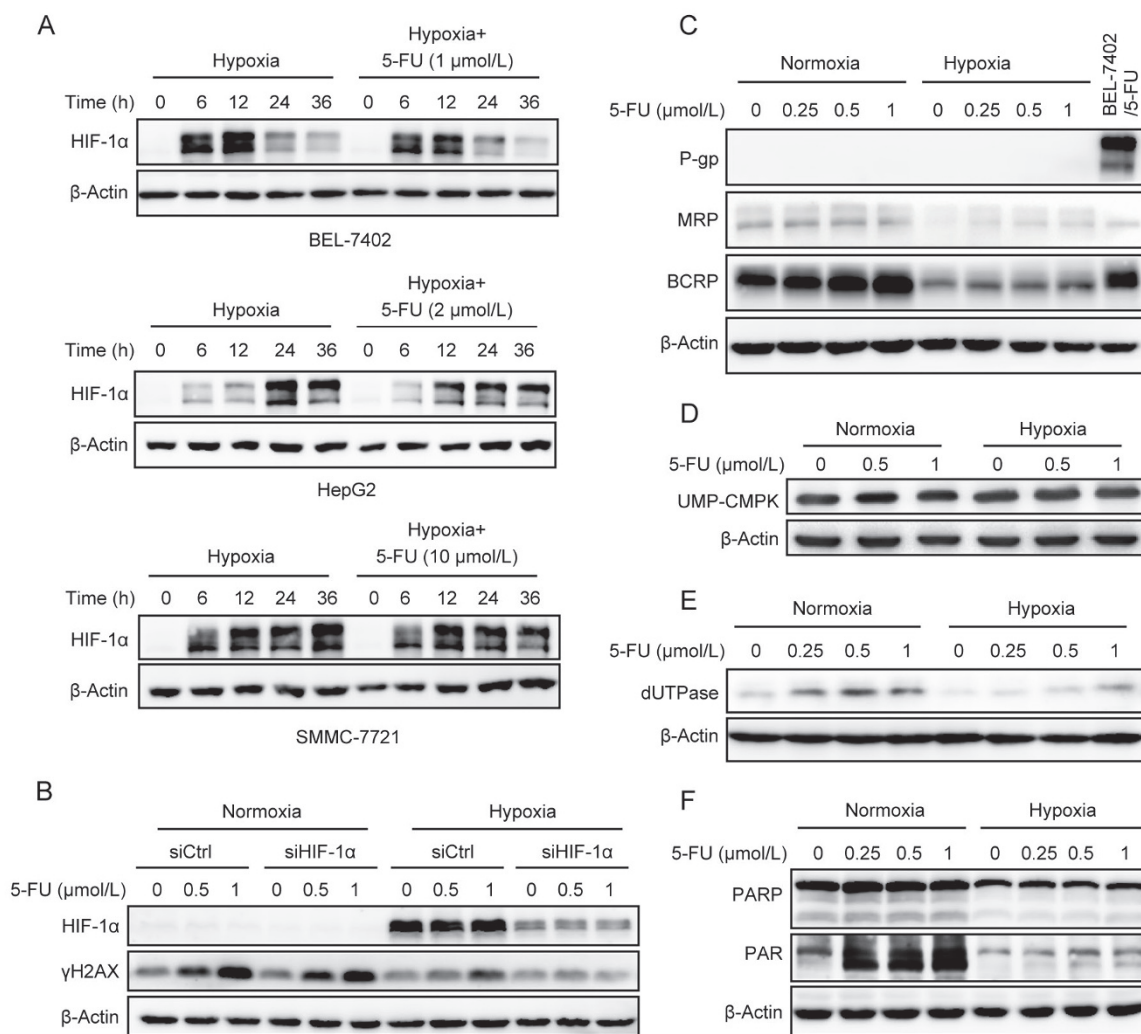 A
Hypoxia
Hypoxia+
5-FU (1 μmol/L)
Time (h) 0 6 12 24 36 0 6 12 24 36
HIF-1α
β-Actin
BEL-7402
Hypoxia
Hypoxia+
5-FU (2 μmol/L)
Time (h) 0 6 12 24 36 0 6 12 24 36
HIF-1α
β-Actin
HepG2
Hypoxia
Hypoxia+
5-FU (10 μmol/L)
Time (h) 0 6 12 24 36 0 6 12 24 36
HIF-1α
β-Actin
SMMC-7721
B
Normoxia Hypoxia
siCtrl siHIF-1α siCtrl siHIF-1α
5-FU (μmol/L) 0 0.5 1 0 0.5 1 0 0.5 1 0 0.5 1
HIF-1α
γH2AX
β-Actin
C
Normoxia Hypoxia
BEL-7402
/5-FU
5-FU (μmol/L) 0 0.25 0.5 1 0 0.25 0.5 1
P-gp
MRP
BCRP
β-Actin
D
Normoxia Hypoxia
5-FU (μmol/L) 0 0.5 1 0 0.5 1
UMP-CMPK
β-Actin
E
Normoxia Hypoxia
5-FU (μmol/L) 0 0.25 0.5 1 0 0.25 0.5 1
dUTPase
β-Actin
F
Normoxia Hypoxia
5-FU (μmol/L) 0 0.25 0.5 1 0 0.25 0.5 1
PARP
PAR
β-Actin